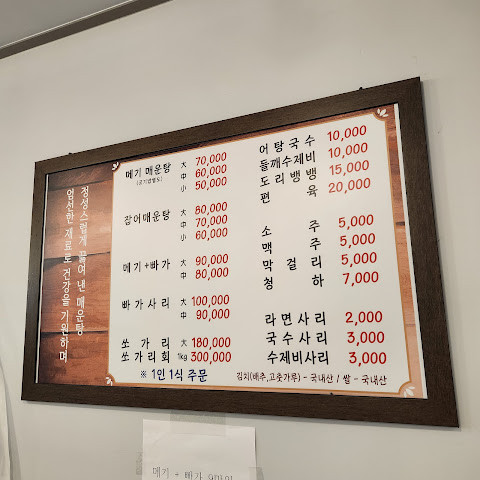 정성스럽게 끓여 낸 매운탕
엄선한 재료로 건강을 기원하며
메기 매운탕 大 70,000
(공기밥별도) 中 60,000
小 50,000
잡어매운탕 大 80,000
中 70,000
小 60,000
메기+빠가 大 90,000
中 80,000
빠가사리 大 100,000
中 90,000
쏘가리 大 180,000
쏘가리회 1kg 300,000
※ 1인 1식 주문
어탕국수 10,000
들깨수제비 10,000
도리뱅뱅 15,000
편육 20,000
소주 5,000
맥주 5,000
막걸리 5,000
청하 7,000
라면사리 2,000
국수사리 3,000
수제비사리 3,000
김치(배추,고춧가루) - 국내산 / 쌀 - 국내산
메기 + 빠가